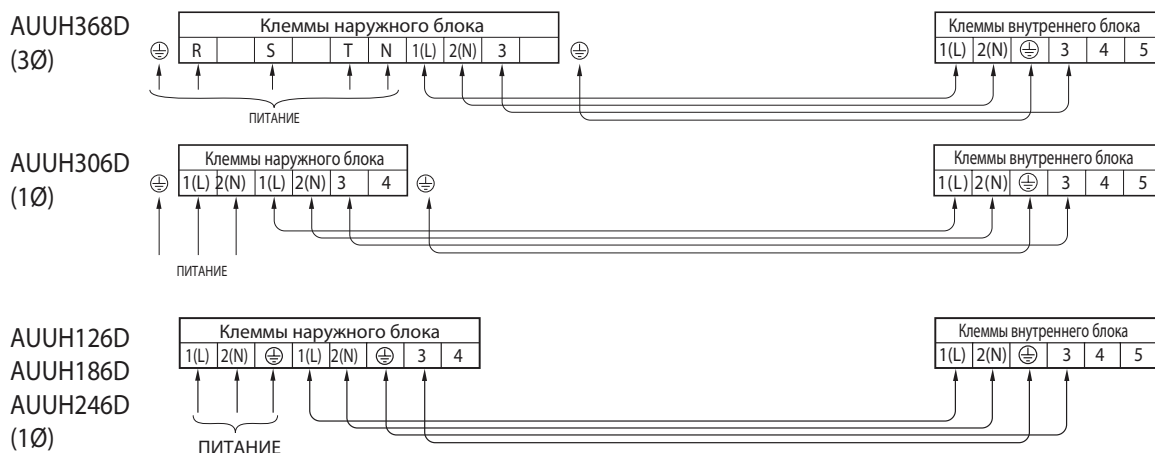 AUUH368D
(3Ø)
Клеммы наружного блока
R S T N 1(L) 2(N) 3
ПИТАНИЕ
Клеммы внутреннего блока
1(L) 2(N) 3 4 5
AUUH306D
(1Ø)
Клеммы наружного блока
1(L) 2(N) 1(L) 2(N) 3 4
ПИТАНИЕ
Клеммы внутреннего блока
1(L) 2(N) 3 4 5
AUUH126D
AUUH186D
AUUH246D
(1Ø)
Клеммы наружного блока
1(L) 2(N) 1(L) 2(N) 3 4
ПИТАНИЕ
Клеммы внутреннего блока
1(L) 2(N) 3 4 5